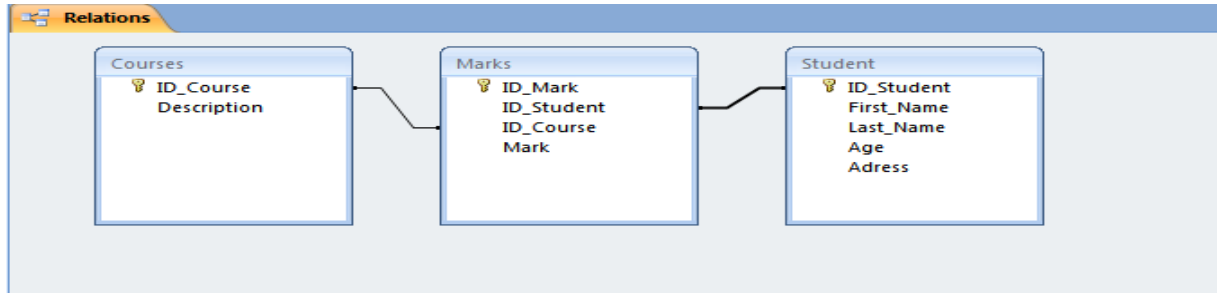 Relations
Courses
ID_Course
Description
Marks
ID_Mark
ID_Student
ID_Course
Mark
Student
ID_Student
First_Name
Last_Name
Age
Adress